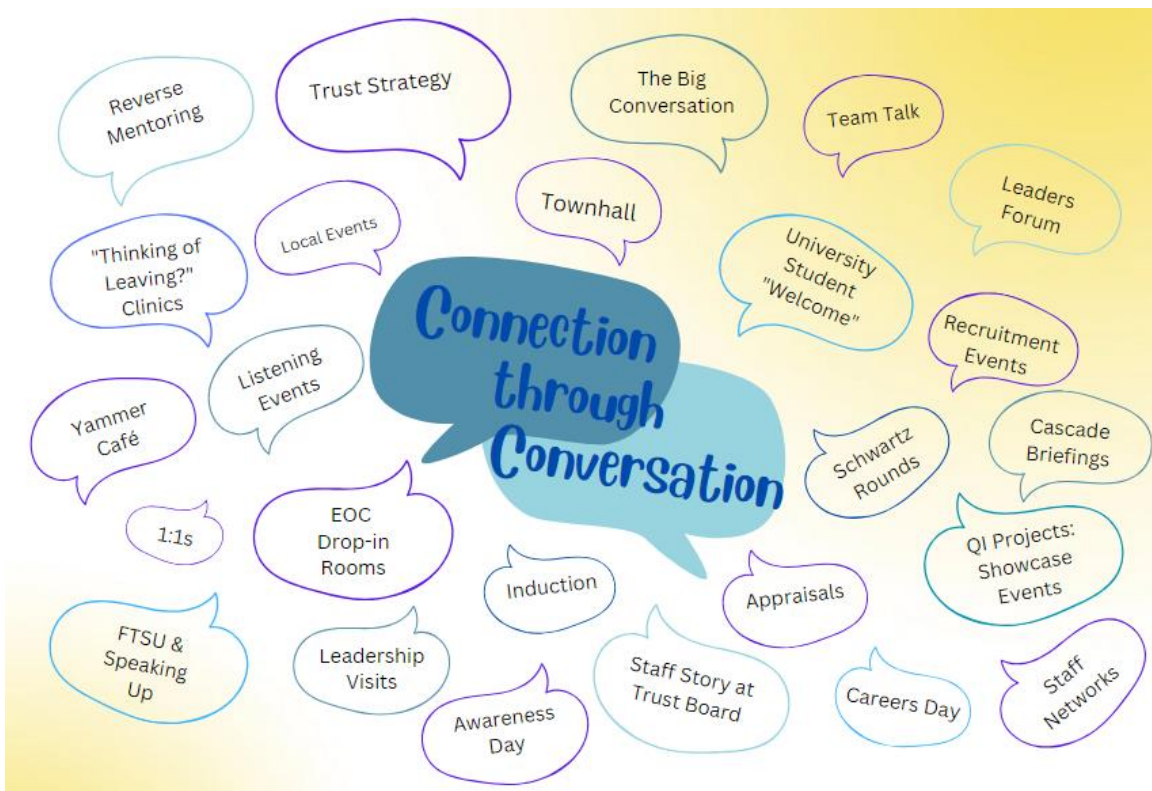 Reverse
Mentoring
Trust Strategy
The Big
Conversation
Team Talk
Leaders
Forum
"Thinking of
Leaving?"
Clinics
Local Events
Townhall
University
Student
"Welcome"
Recruitment
Events
Connection
through
Conversation
Listening
Events
Yammer
Café
Schwartz
Rounds
Cascade
Briefings
1:1s
EOC
Drop-in
Rooms
Induction
Appraisals
QI Projects:
Showcase
Events
FTSU &
Speaking
Up
Leadership
Visits
Awareness
Day
Staff Story at
Trust Board
Careers Day
Staff
Networks